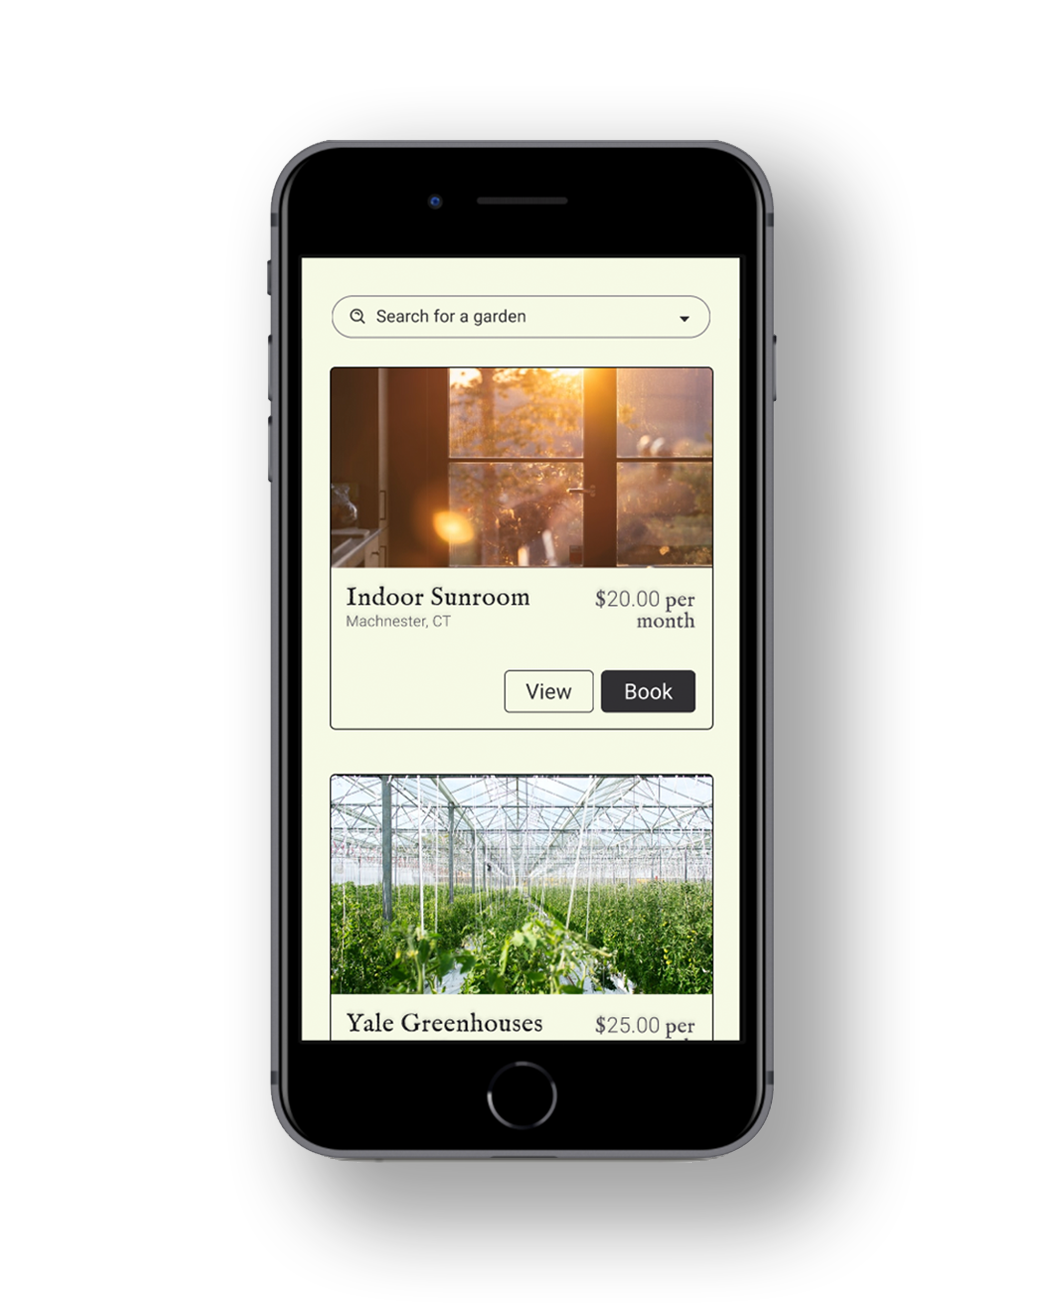 Search for a garden
Indoor Sunroom
$20.00 per
month
Machnester, CT
View
Book
Yale Greenhouses
$25.00 per